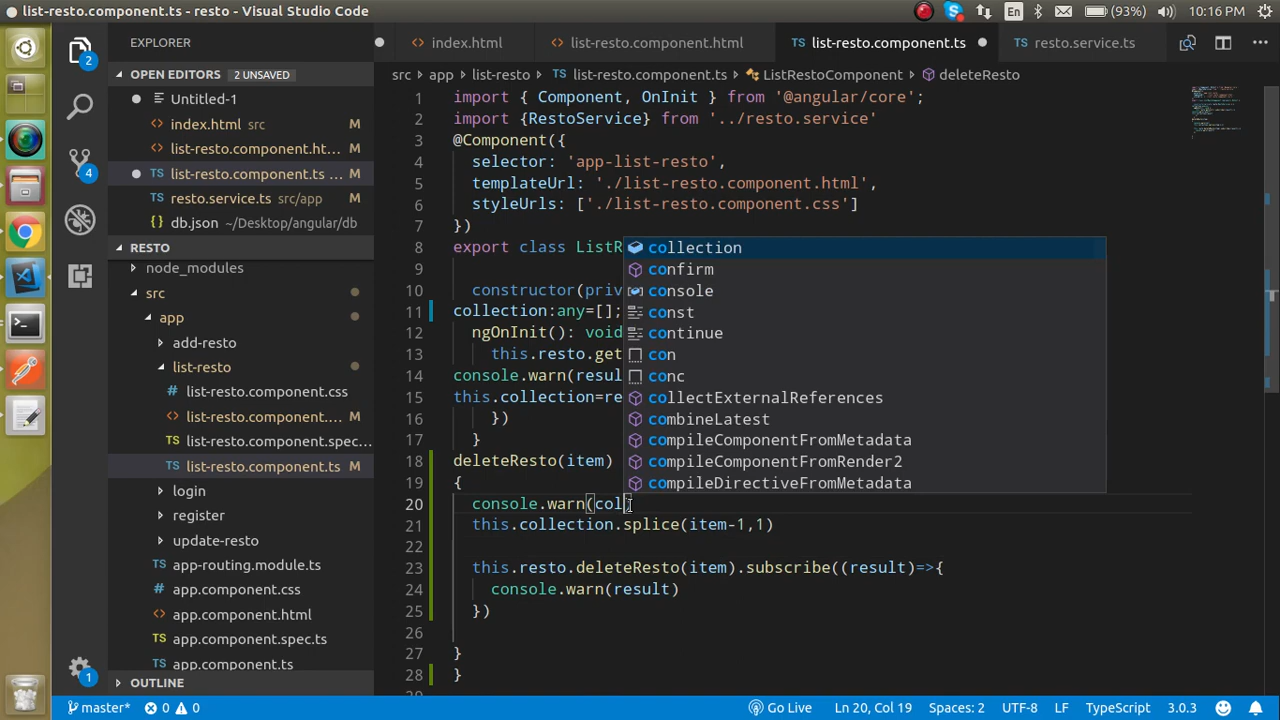 list-resto.component.ts - resto - Visual Studio Code
En
(93%)
10:16 PM
EXPLORER
index.html
list-resto.component.html
list-resto.component.ts
resto.service.ts
OPEN EDITORS 2 UNSAVED
src › app › list-resto › TS list-resto.component.ts › ListRestoComponent › deleteResto
Untitled-1
index.html src M
list-resto.component.ht... M
TS list-resto.component.ts ... M
TS resto.service.ts src/app M
db.json ~/Desktop/angular/db
RESTO
node_modules
src
app
add-resto
list-resto
list-resto.component.css
list-resto.component.... M
list-resto.component.spec...
TS list-resto.component.ts M
login
register
update-resto
TS app-routing.module.ts
app.component.css
app.component.html
app.component.spec.ts
TS app.component.ts
OUTLINE
2
4
1
1 import { Component, OnInit } from '@angular/core';
2 import {RestoService} from '../resto.service'
3 @Component({
4 selector: 'app-list-resto',
5 templateUrl: './list-resto.component.html',
6 styleUrls: ['./list-resto.component.css']
7 })
8 export class ListR
9
10 constructor(priv
11 collection:any=[];
12 ngOnInit(): void
13 this.resto.get
14 console.warn(resul
15 this.collection=re
16 })
17 }
18 deleteResto(item)
19 {
20 console.warn(col)
21 this.collection.splice(item-1,1)
22
23 this.resto.deleteResto(item).subscribe((result)=>{
24 console.warn(result)
25 })
26
27 }
28 }
collection
confirm
console
const
continue
con
conc
collectExternalReferences
combineLatest
compileComponentFromMetadata
compileComponentFromRender2
compileDirectiveFromMetadata
master* 0 0 Go Live Ln 20, Col 19 Spaces: 2 UTF-8 LF TypeScript 3.0.3